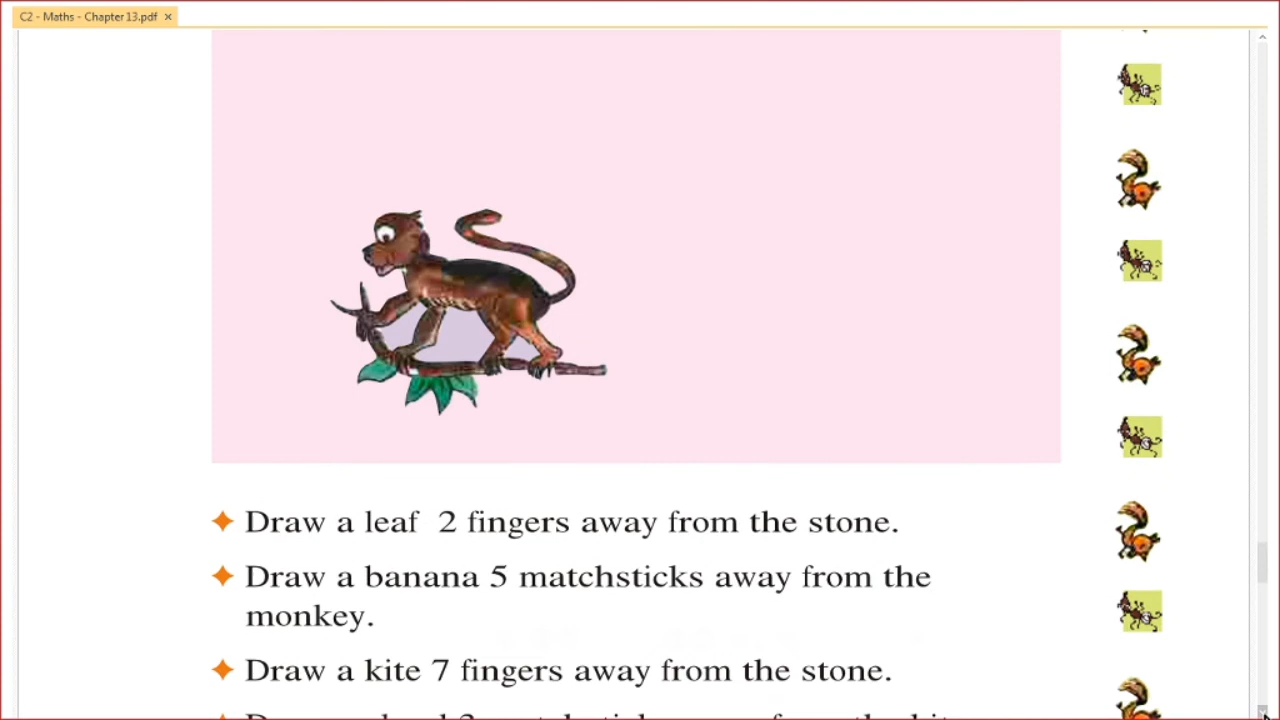 C2 - Maths - Chapter 13.pdf ×
Draw a leaf 2 fingers away from the stone.
Draw a banana 5 matchsticks away from the
monkey.
Draw a kite 7 fingers away from the stone.